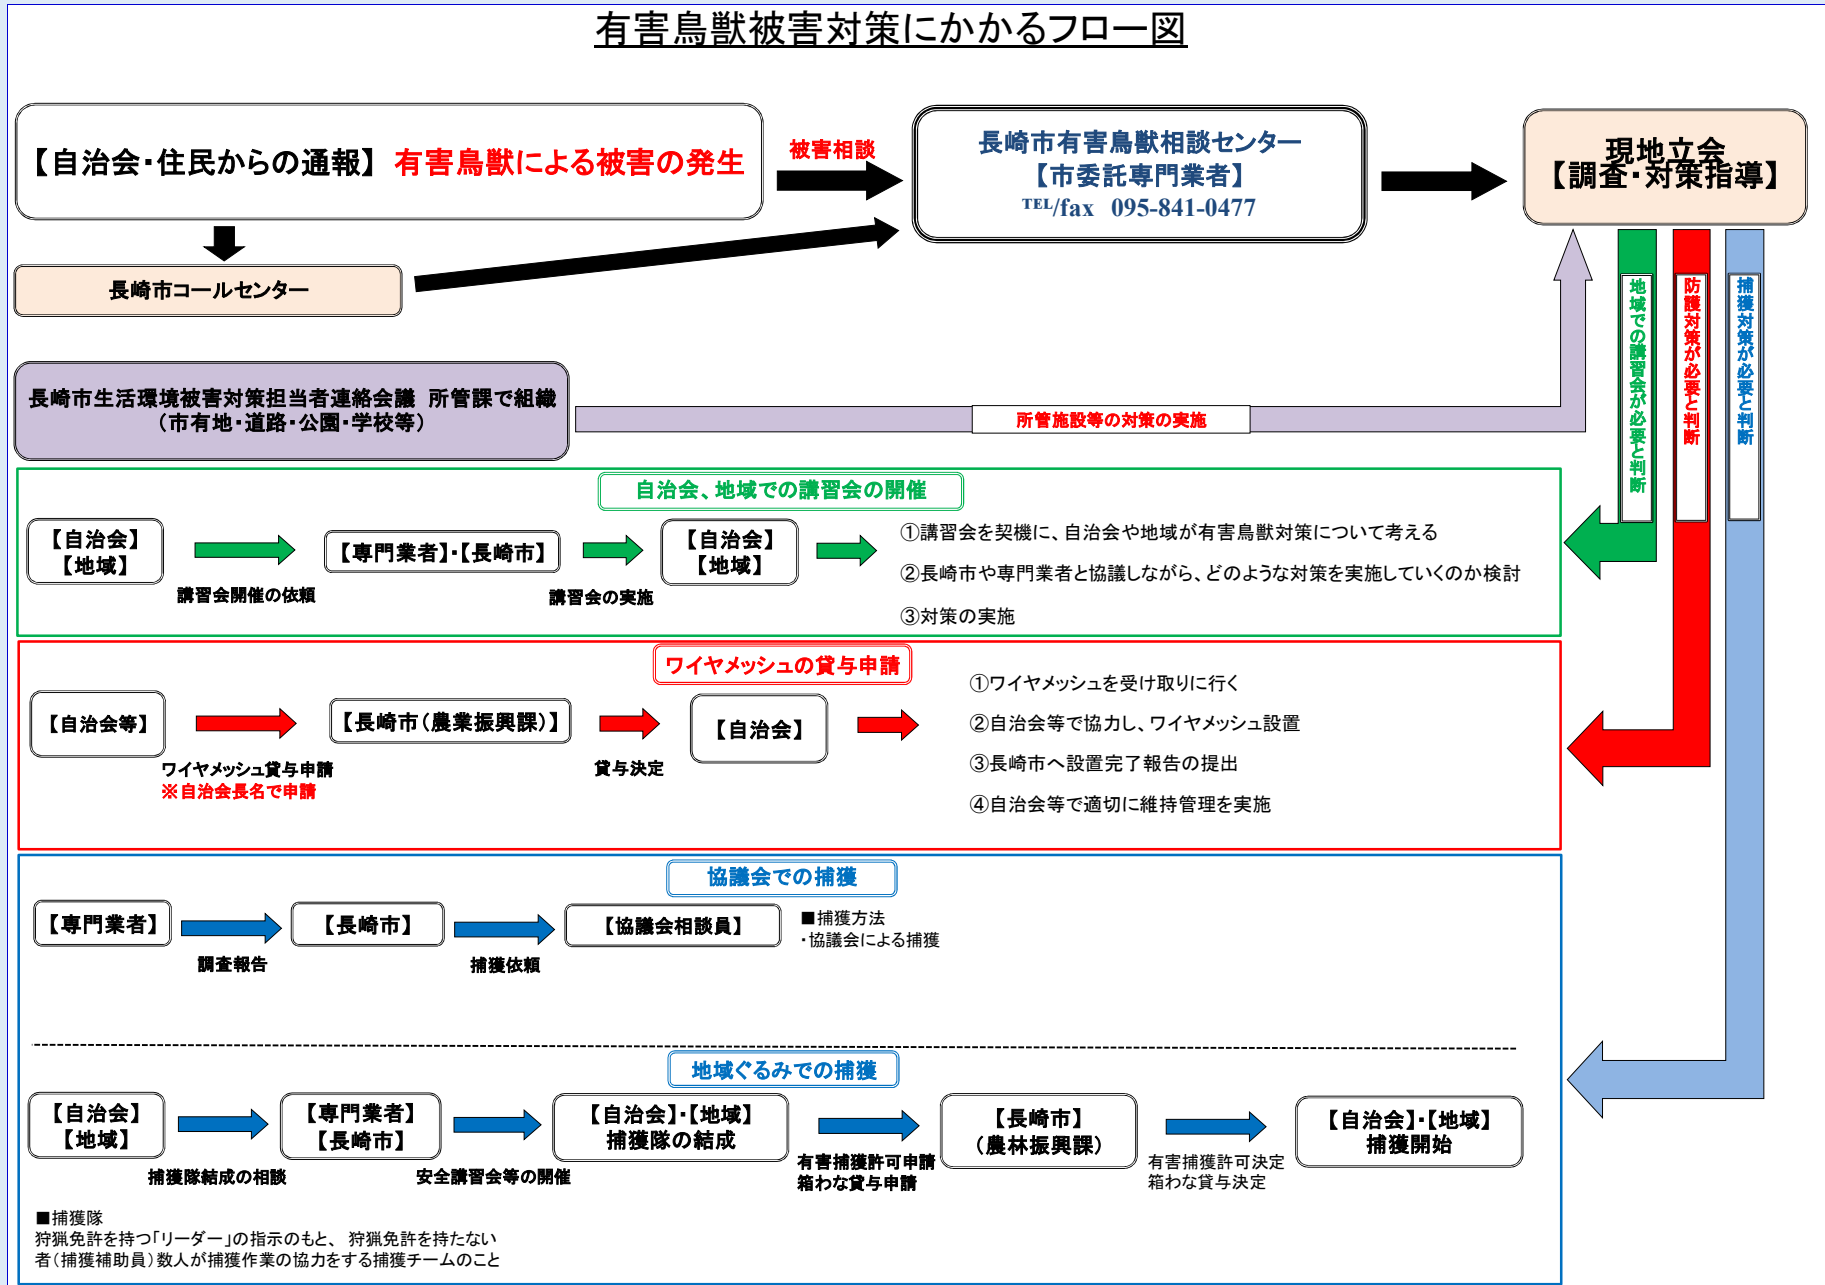 有害鳥獣被害対策にかかるフロー図
【自治会・住民からの通報】 有害鳥獣による被害の発生
被害相談
長崎市有害鳥獣相談センター
【市委託専門業者】
TEL/fax 095-841-0477
現地立会
【調査・対策指導】
長崎市コールセンター
長崎市生活環境被害対策担当者連絡会議 所管課で組織
（市有地・道路・公園・学校等）
所管施設等の対策の実施
地域での講習会が必要と判断
防護対策が必要と判断
捕獲対策が必要と判断
自治会、地域での講習会の開催
【自治会】
【地域】
講習会開催の依頼
【専門業者】・【長崎市】
講習会の実施
【自治会】
【地域】
①講習会を契機に、自治会や地域が有害鳥獣対策について考える
②長崎市や専門業者と協議しながら、どのような対策を実施していくのか検討
③対策の実施
ワイヤメッシュの貸与申請
【自治会等】
ワイヤメッシュ貸与申請
※自治会長名で申請
【長崎市（農業振興課）】
貸与決定
【自治会】
①ワイヤメッシュを受け取りに行く
②自治会等で協力し、ワイヤメッシュ設置
③長崎市へ設置完了報告の提出
④自治会等で適切に維持管理を実施
協議会での捕獲
【専門業者】
調査報告
【長崎市】
捕獲依頼
【協議会相談員】
■捕獲方法
・協議会による捕獲
地域ぐるみでの捕獲
【自治会】
【地域】
捕獲隊結成の相談
【専門業者】
【長崎市】
安全講習会等の開催
【自治会】・【地域】
捕獲隊の結成
有害捕獲許可申請
箱わな貸与申請
【長崎市】
（農林振興課）
有害捕獲許可決定
箱わな貸与決定
【自治会】・【地域】
捕獲開始
■捕獲隊
狩猟免許を持つ「リーダー」の指示のもと、 狩猟免許を持たない
者（捕獲補助員）数人が捕獲作業の協力をする捕獲チームのこと